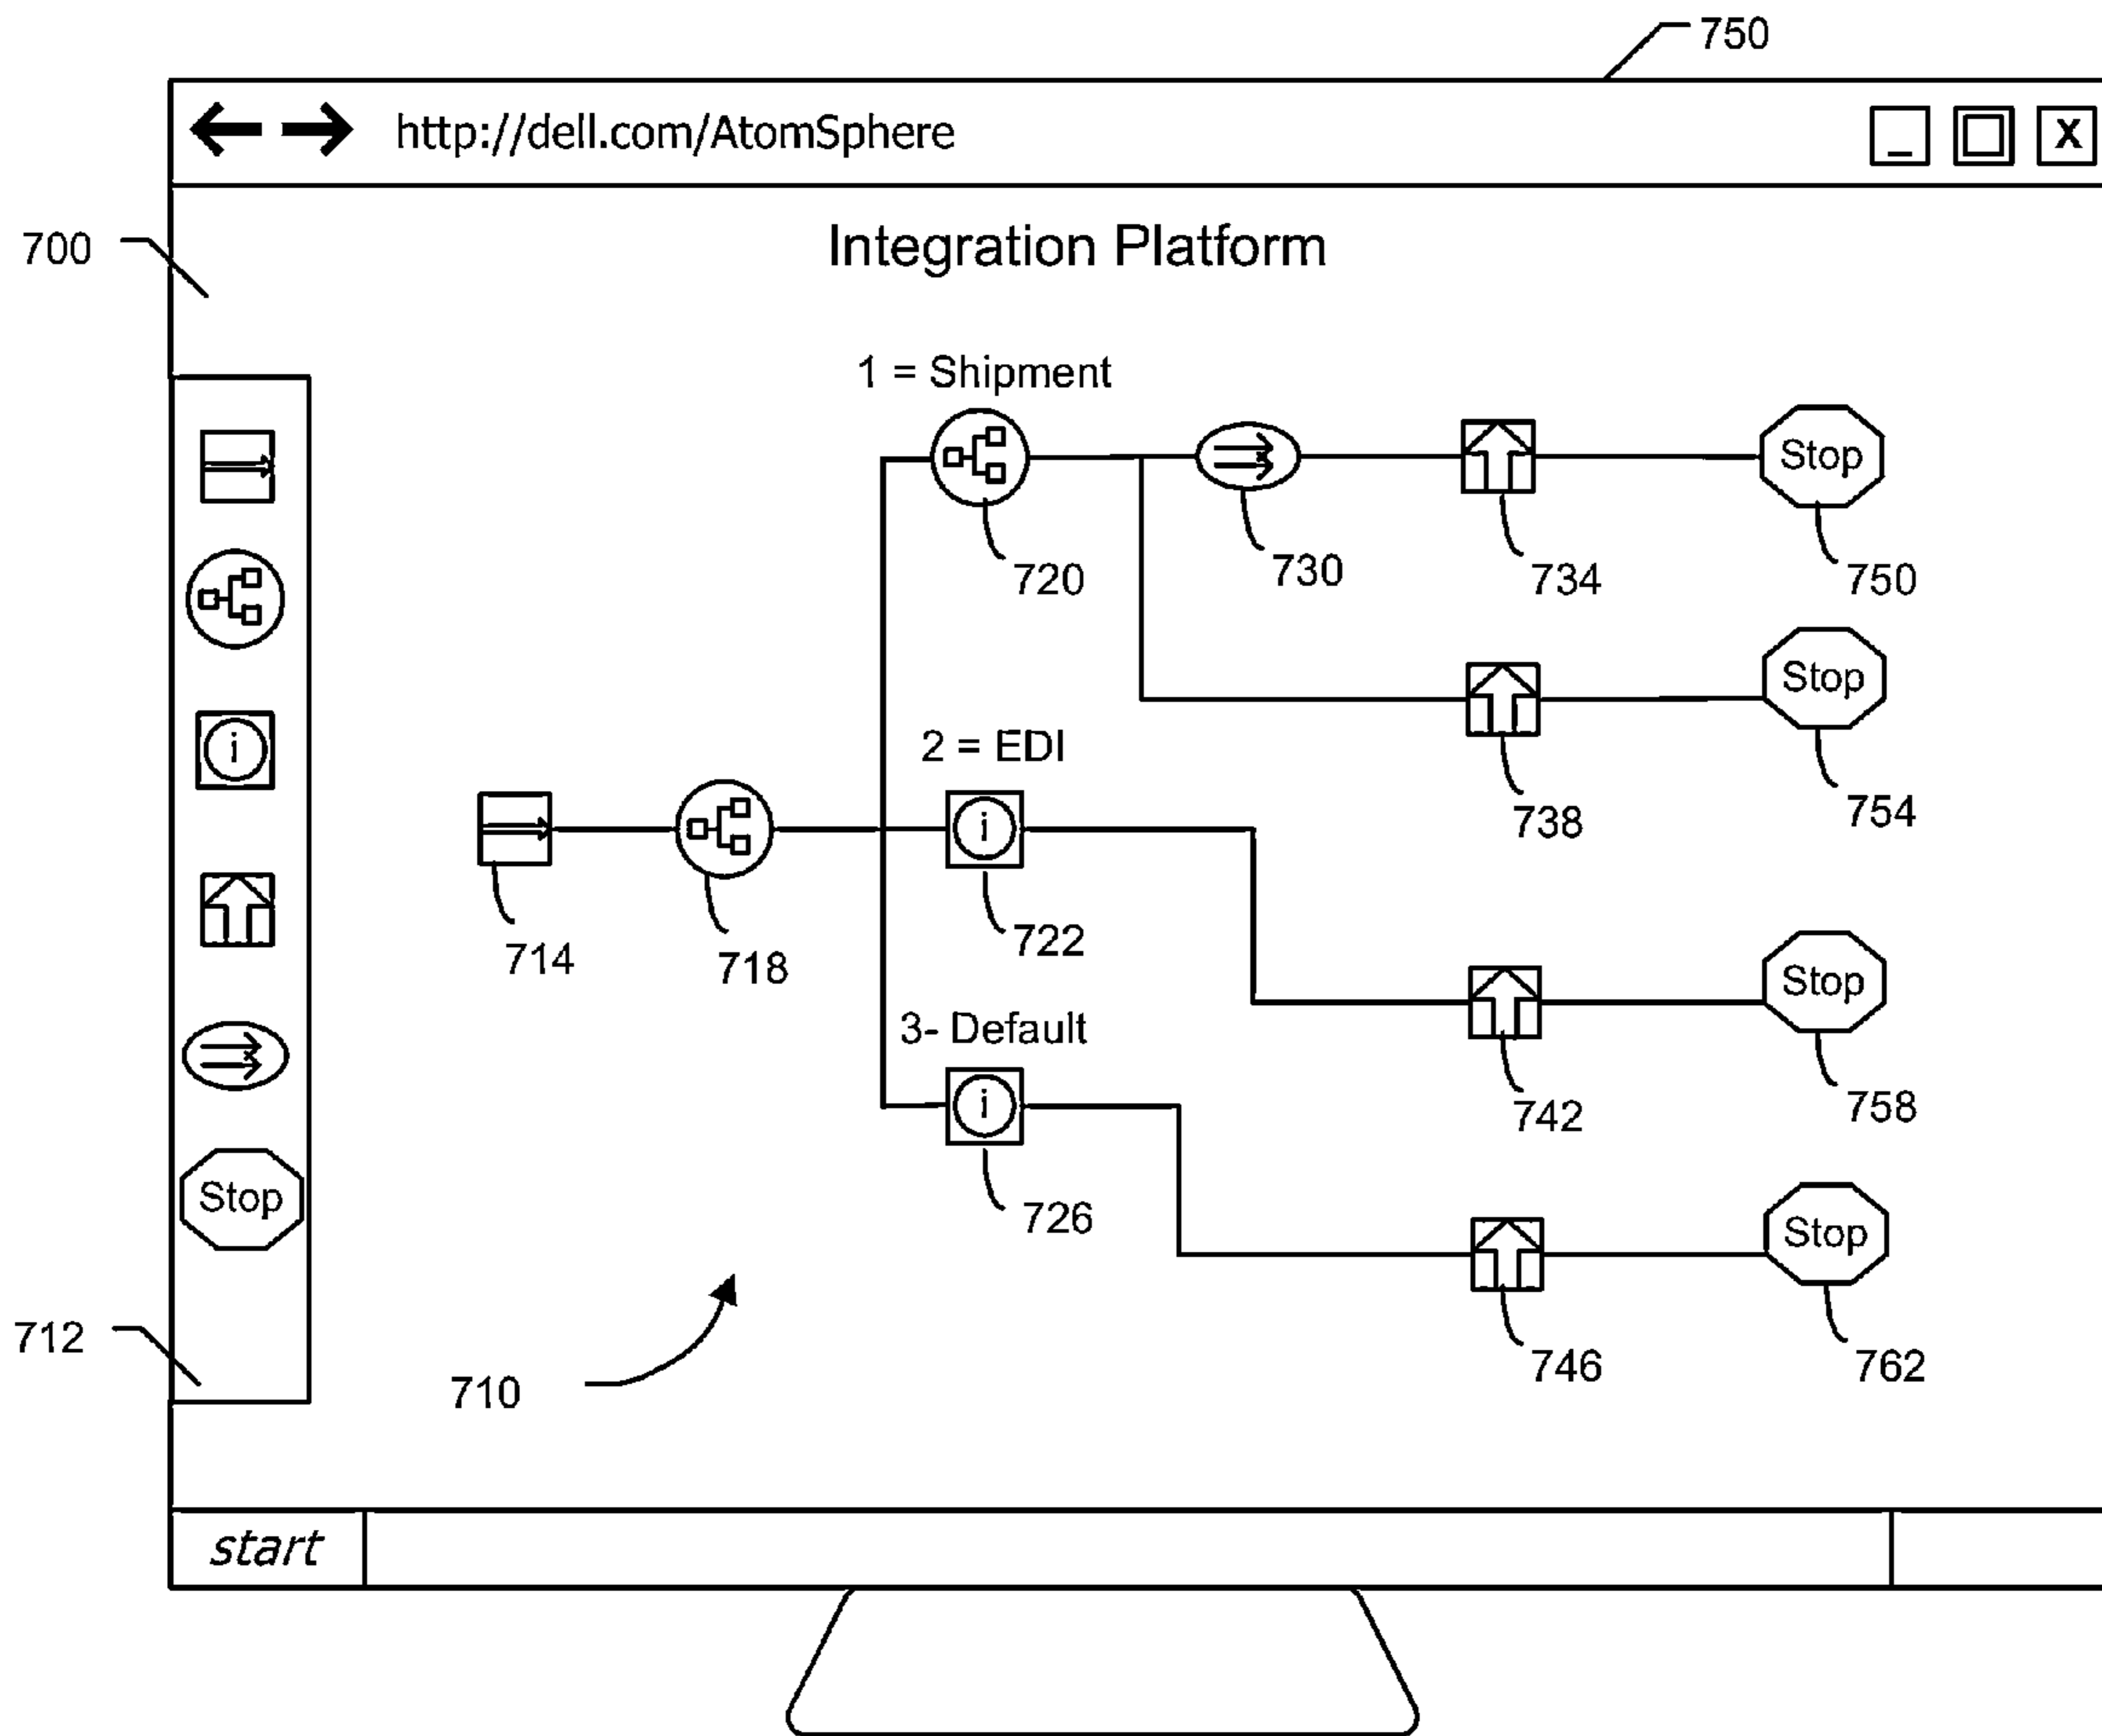 750
http://dell.com/AtomSphere
_ X
700
Integration Platform
1 = Shipment
Stop
720
730
734
750
i
2 = EDI
Stop
738
754
i
714
718
722
Stop
3- Default
742
758
i
Stop
726
Stop
746
762
712
710
start